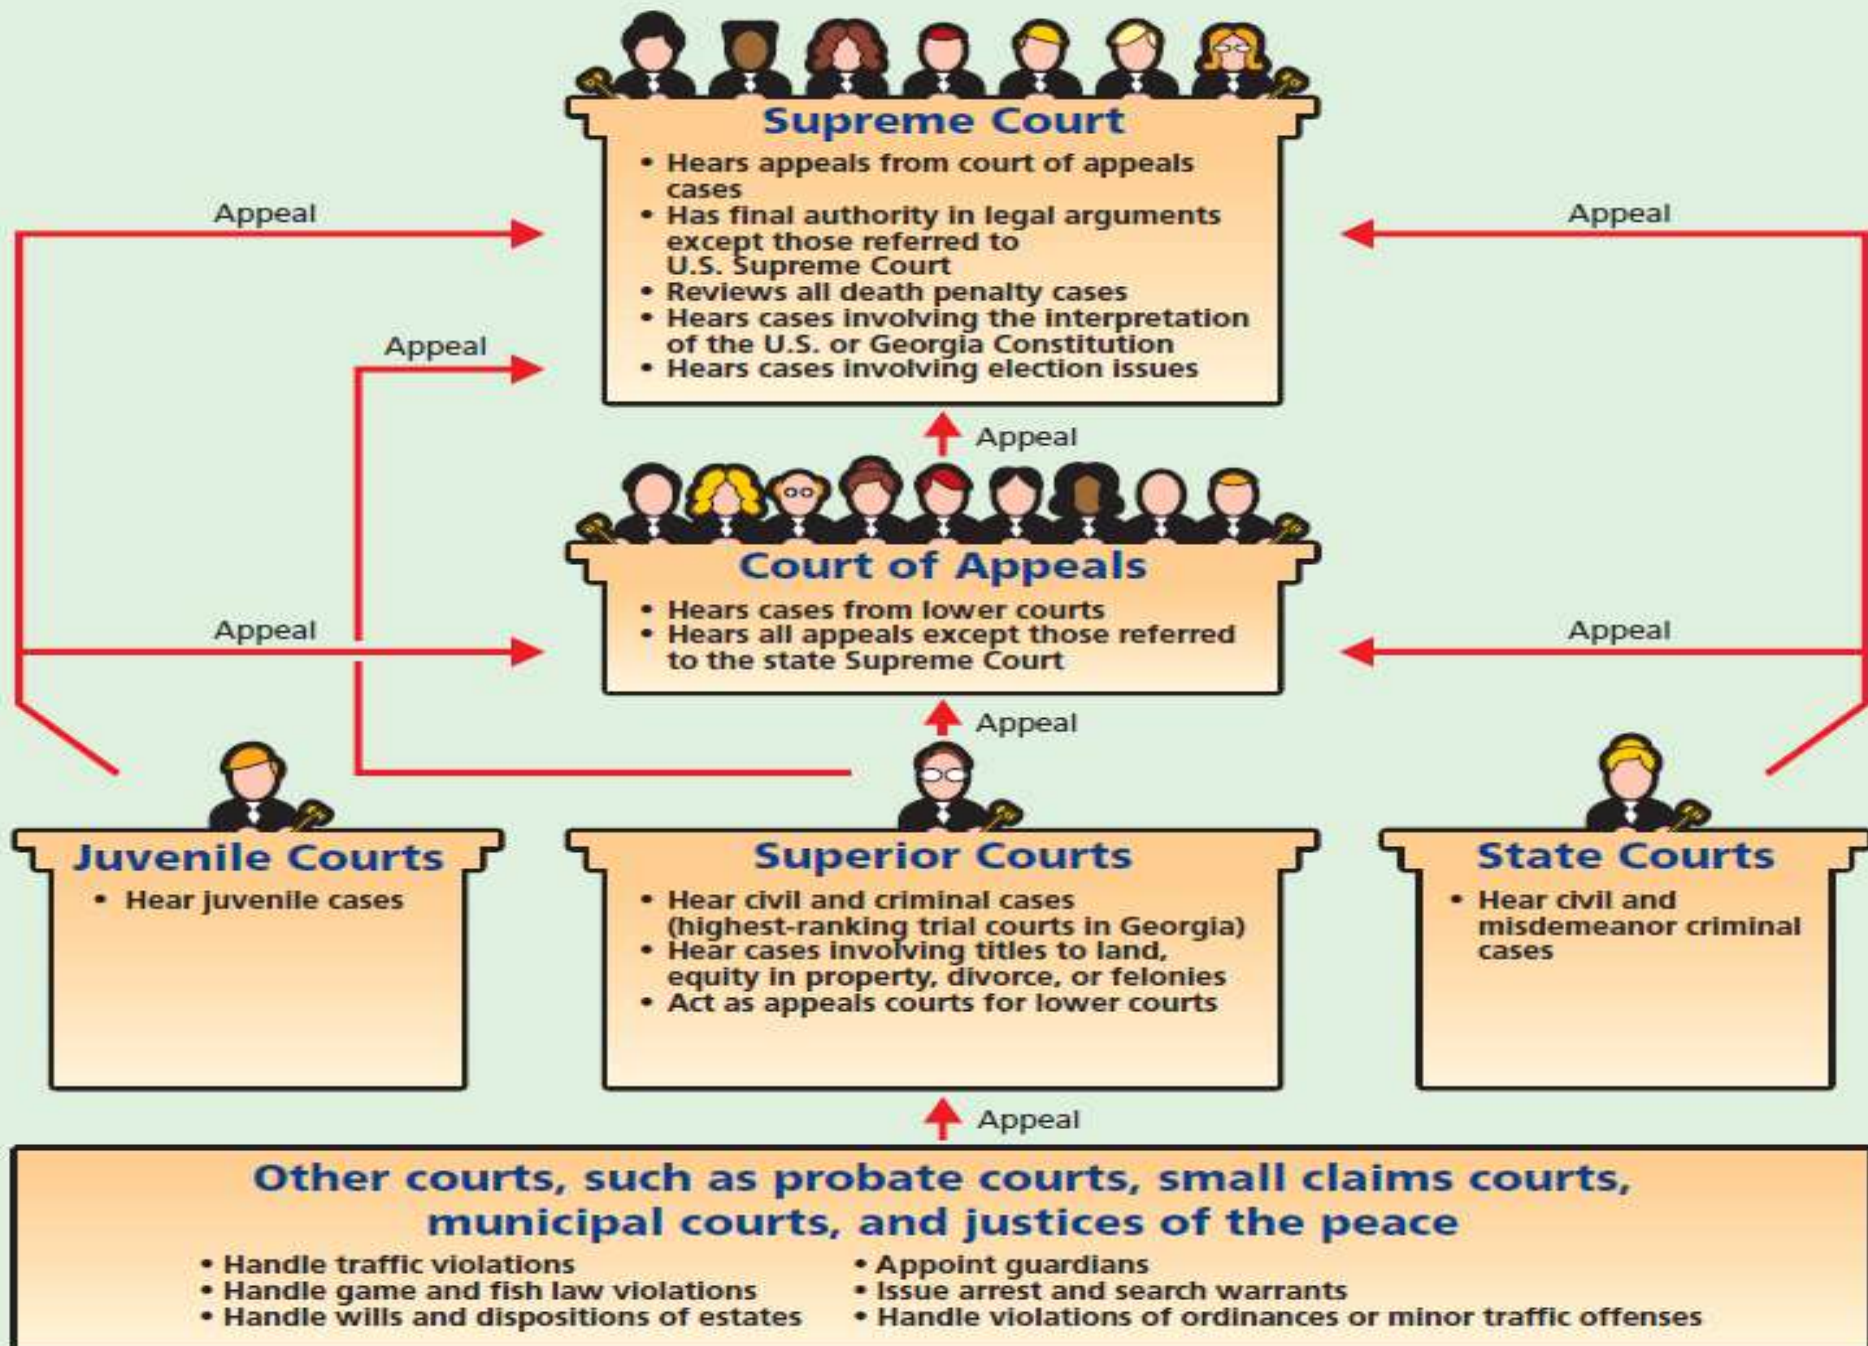 Supreme Court
• Hears appeals from court of appeals
cases
• Has final authority in legal arguments
except those referred to
U.S. Supreme Court
• Reviews all death penalty cases
• Hears cases involving the interpretation
of the U.S. or Georgia Constitution
• Hears cases involving election issues
Appeal
Appeal
Appeal
Appeal
Court of Appeals
• Hears cases from lower courts
• Hears all appeals except those referred
to the state Supreme Court
Appeal
Appeal
Appeal
Juvenile Courts
• Hear juvenile cases
Superior Courts
• Hear civil and criminal cases
(highest-ranking trial courts in Georgia)
• Hear cases involving titles to land,
equity in property, divorce, or felonies
• Act as appeals courts for lower courts
State Courts
• Hear civil and
misdemeanor criminal
cases
Appeal
Other courts, such as probate courts, small claims courts,
municipal courts, and justices of the peace
• Handle traffic violations
• Handle game and fish law violations
• Handle wills and dispositions of estates
• Appoint guardians
• Issue arrest and search warrants
• Handle violations of ordinances or minor traffic offenses